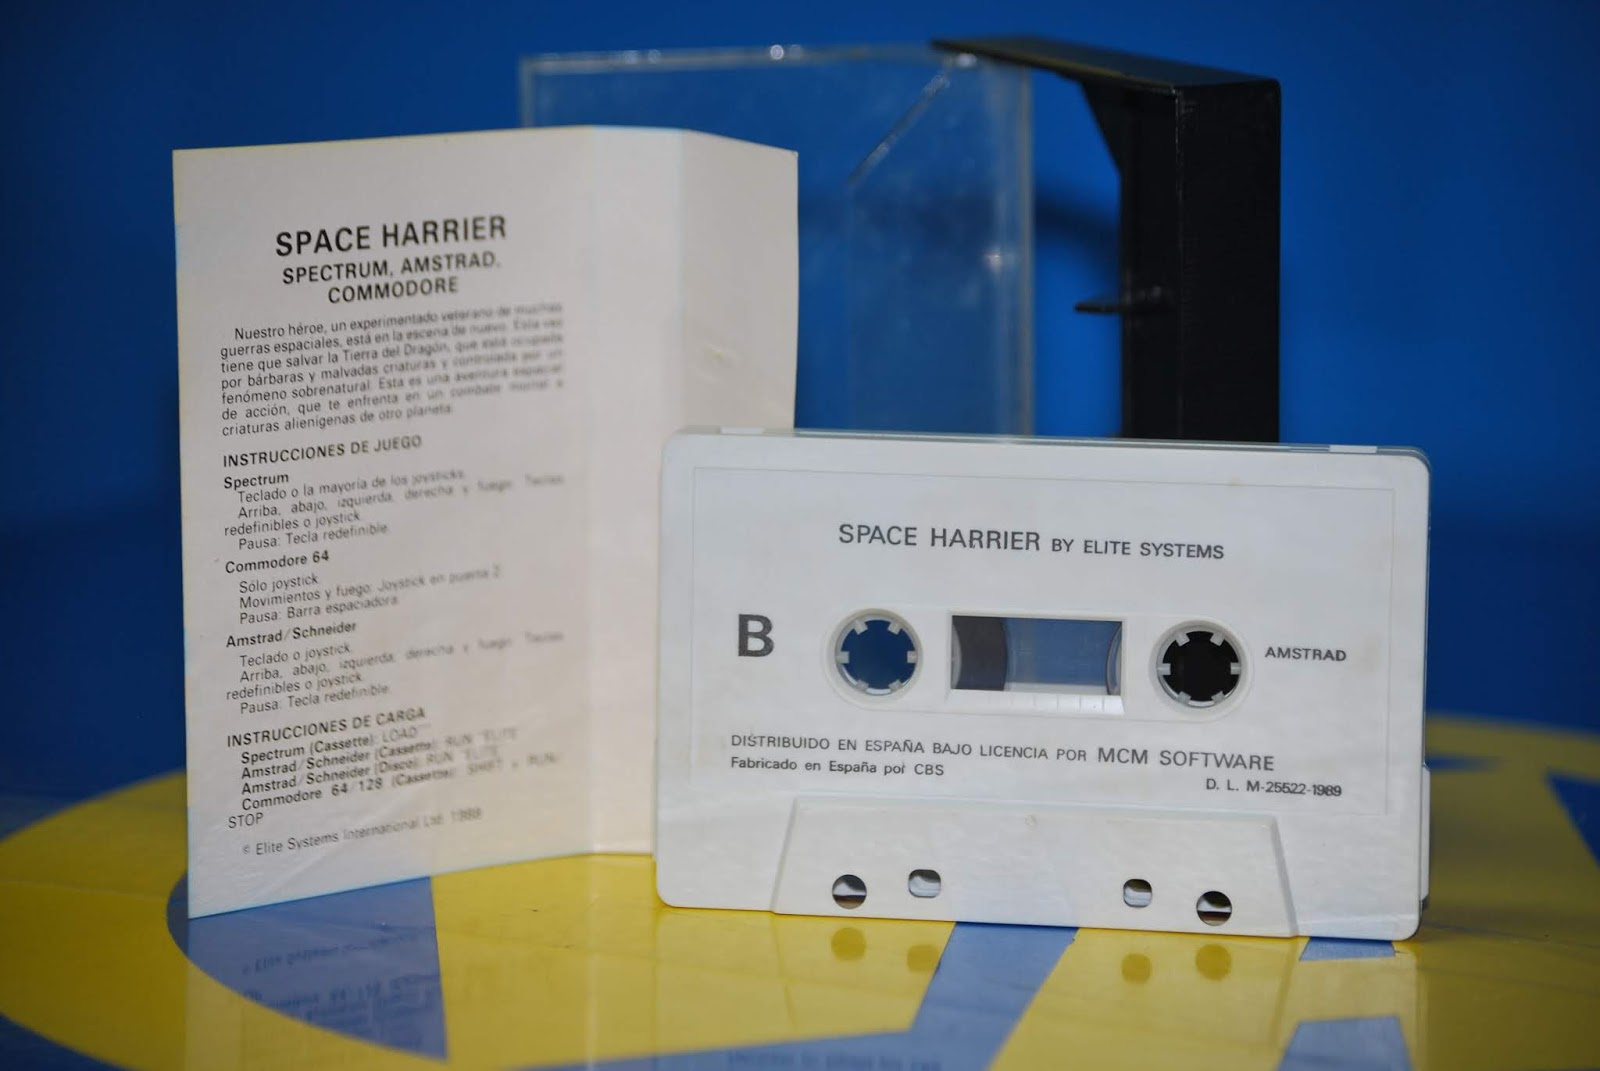 SPACE HARRIER
SPECTRUM, AMSTRAD,
COMMODORE
Nuestro héroe, un experimentado veterano de muchas
guerras espaciales, está en la escena de nuevo. Esta vez
tiene que salvar la Tierra del Dragón, que está ocupada
por bárbaras y malvadas criaturas y controlada por un
fenómeno sobrenatural. Esta es una aventura espacial
de acción, que te enfrenta en un combate mortal a
criaturas alienígenas de otro planeta.
INSTRUCCIONES DE JUEGO
Spectrum
Teclado o la mayoría de los joysticks.
Arriba, abajo, izquierda, derecha y fuego: Teclas
redefinibles o joystick.
Pausa: Tecla redefinible.
Commodore 64
Sólo joystick.
Movimientos y fuego: Joystick en puerta 2.
Pausa: Barra espaciadora.
Amstrad/Schneider
Teclado o joystick.
Arriba, abajo, izquierda, derecha y fuego: Teclas
redefinibles o joystick.
Pausa: Tecla redefinible.
INSTRUCCIONES DE CARGA
Spectrum (Cassette): LOAD""
Amstrad/Schneider (Cassette): RUN "ELITE"
Amstrad/Schneider (Disco): RUN "ELITE"
Commodore 64/128 (Cassette): SHIFT y RUN/
STOP
© Elite Systems International Ltd.
SPACE HARRIER BY ELITE SYSTEMS
B
AMSTRAD
DISTRIBUIDO EN ESPAÑA BAJO LICENCIA POR MCM SOFTWARE
Fabricado en España por CBS
D. L. M-25522-1989